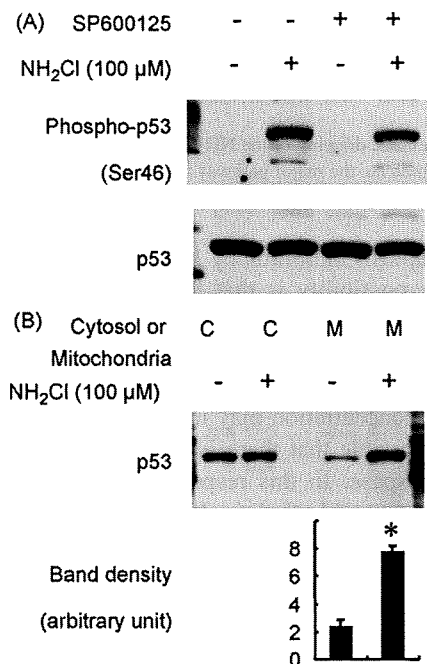 (A) SP600125 - - + +
NH₂Cl (100 µM) - + - +
Phospho-p53
(Ser46)
p53
(B) Cytosol or C C M M
Mitochondria
NH₂Cl (100 µM) - + - +
p53
*
8
Band density 6
4
(arbitrary unit) 2
0